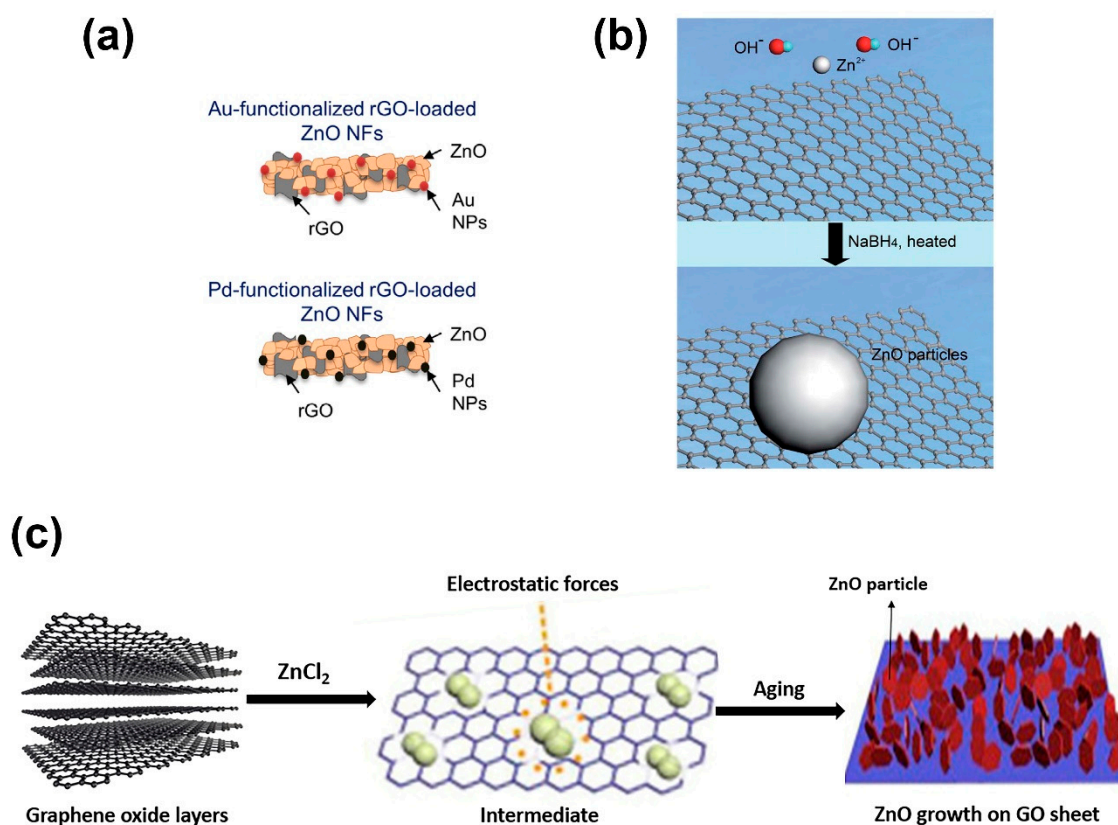 (a)
Au-functionalized rGO-loaded
ZnO NFs
ZnO
Au
NPs
rGO
Pd-functionalized rGO-loaded
ZnO NFs
ZnO
Pd
NPs
rGO
(b)
OH⁻
OH⁻
Zn²⁺
NaBH₄, heated
ZnO particles
(c)
Electrostatic forces
ZnO particle
ZnCl₂
Aging
Graphene oxide layers
Intermediate
ZnO growth on GO sheet